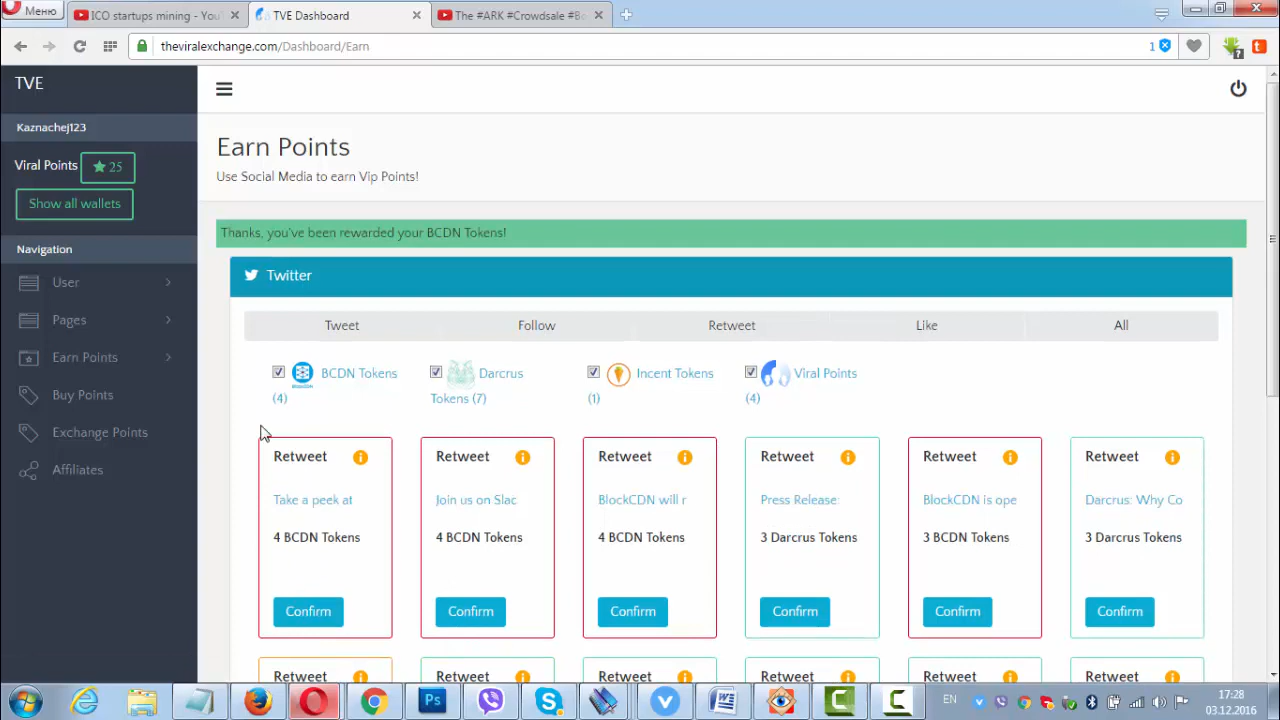 Меню
ICO startups mining - You
TVE Dashboard
The #ARK #Crowdsale #B
theviralexchange.com/Dashboard/Earn
1
TVE
Kaznachej123
Viral Points 25
Show all wallets
Navigation
User
Pages
Earn Points
Buy Points
Exchange Points
Affiliates
Earn Points
Use Social Media to earn Vip Points!
Thanks, you've been rewarded your BCDN Tokens!
Twitter
Tweet Follow Retweet Like All
BCDN Tokens (4)
Darcrus Tokens (7)
Incent Tokens (1)
Viral Points (4)
Retweet
Take a peek at
4 BCDN Tokens
Confirm
Retweet
Join us on Slac
4 BCDN Tokens
Confirm
Retweet
BlockCDN will r
4 BCDN Tokens
Confirm
Retweet
Press Release:
3 Darcrus Tokens
Confirm
Retweet
BlockCDN is ope
3 BCDN Tokens
Confirm
Retweet
Darcrus: Why Co
3 Darcrus Tokens
Confirm
Retweet Retweet Retweet Retweet Retweet Retweet
EN
17:28
03.12.2016